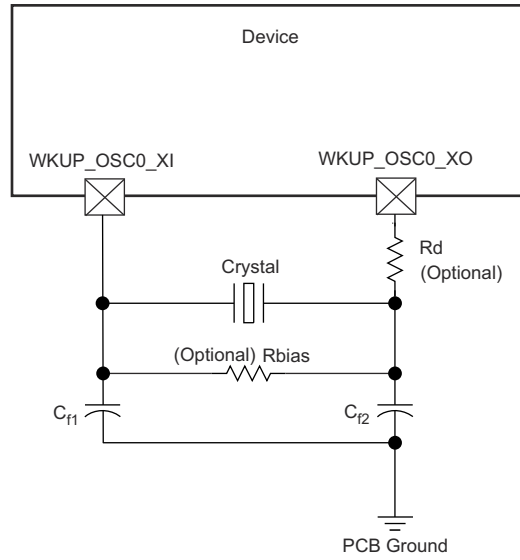 Device
WKUP_OSC0_XI
WKUP_OSC0_XO
Rd
(Optional)
Crystal
(Optional) Rbias
Cf1
Cf2
PCB Ground